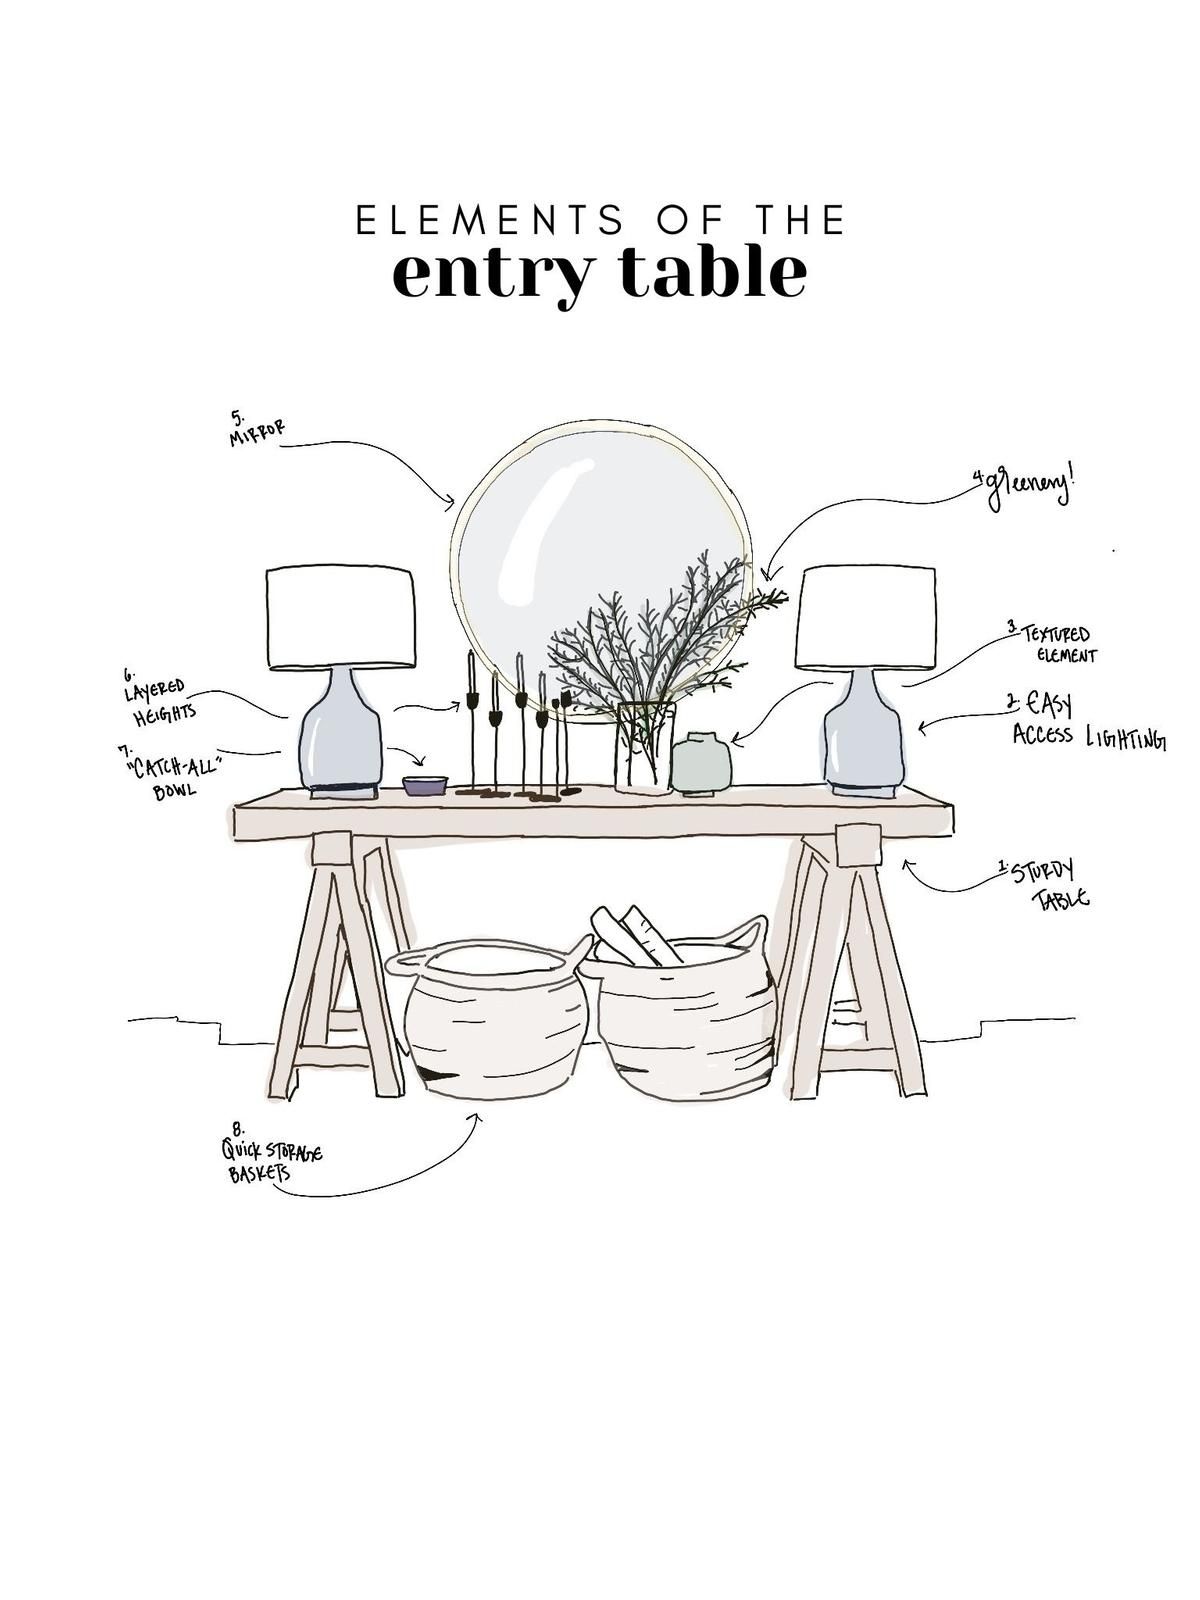 ELEMENTS OF THE
entry table
5.
MIRROR
4. greenery!
3. TEXTURED
ELEMENT
6.
LAYERED
HEIGHTS
2. EASY
ACCESS LIGHTING
7.
"CATCH-ALL"
BOWL
1. STURDY
TABLE
8.
Quick STORAGE
BASKETS